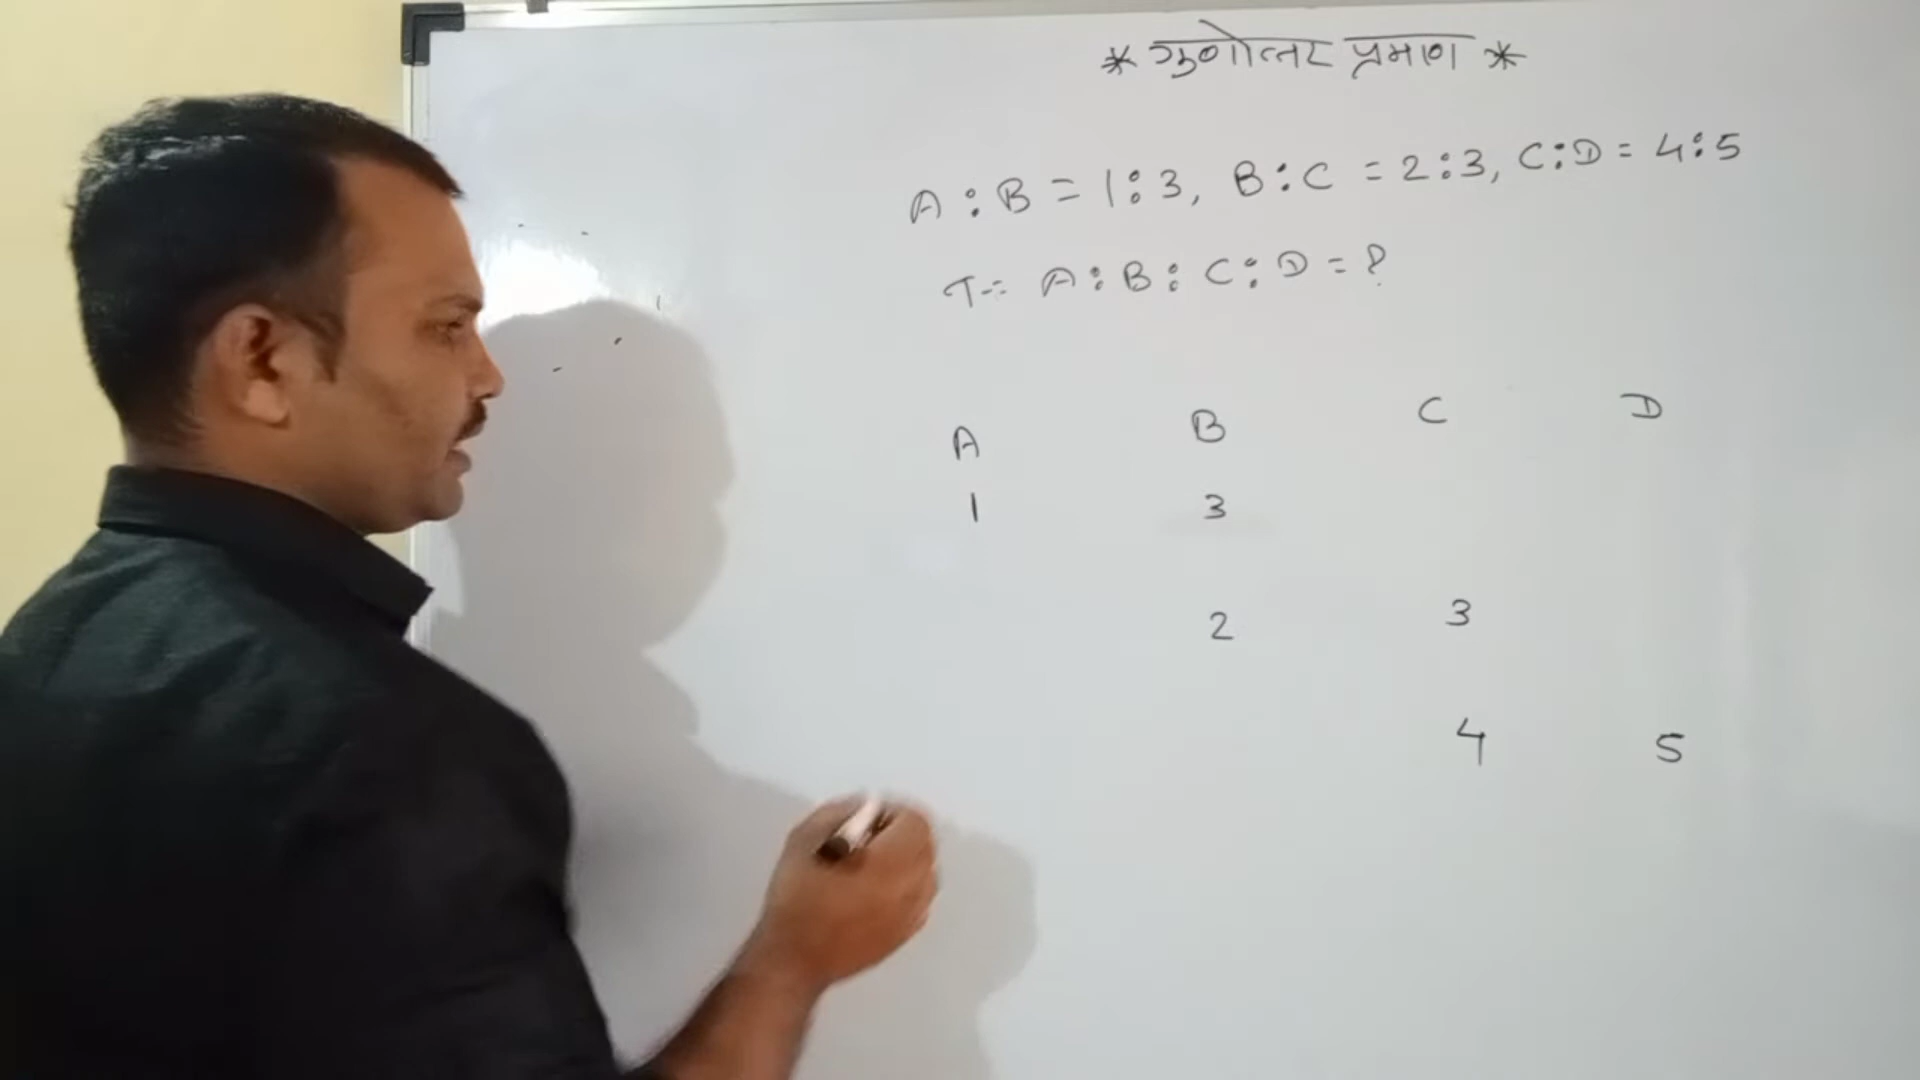 * गुणोत्तर प्रमाण *
A : B = 1 : 3, B : C = 2 : 3, C : D = 4 : 5
A : B : C : D = ?
A B C D
1 3
2 3
4 5